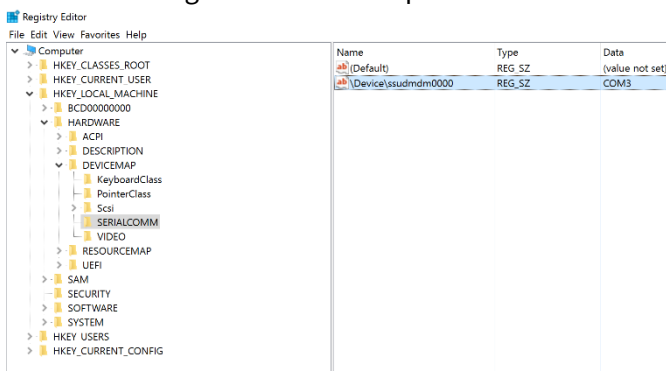 Registry Editor
File Edit View Favorites Help
Computer
HKEY_CLASSES_ROOT
HKEY_CURRENT_USER
HKEY_LOCAL_MACHINE
BCD00000000
HARDWARE
ACPI
DESCRIPTION
DEVICEMAP
KeyboardClass
PointerClass
Scsi
SERIALCOMM
VIDEO
RESOURCEMAP
UEFI
SAM
SECURITY
SOFTWARE
SYSTEM
HKEY_USERS
HKEY_CURRENT_CONFIG
Name Type Data
(Default) REG_SZ (value not set)
\Device\ssudmdm0000 REG_SZ COM3